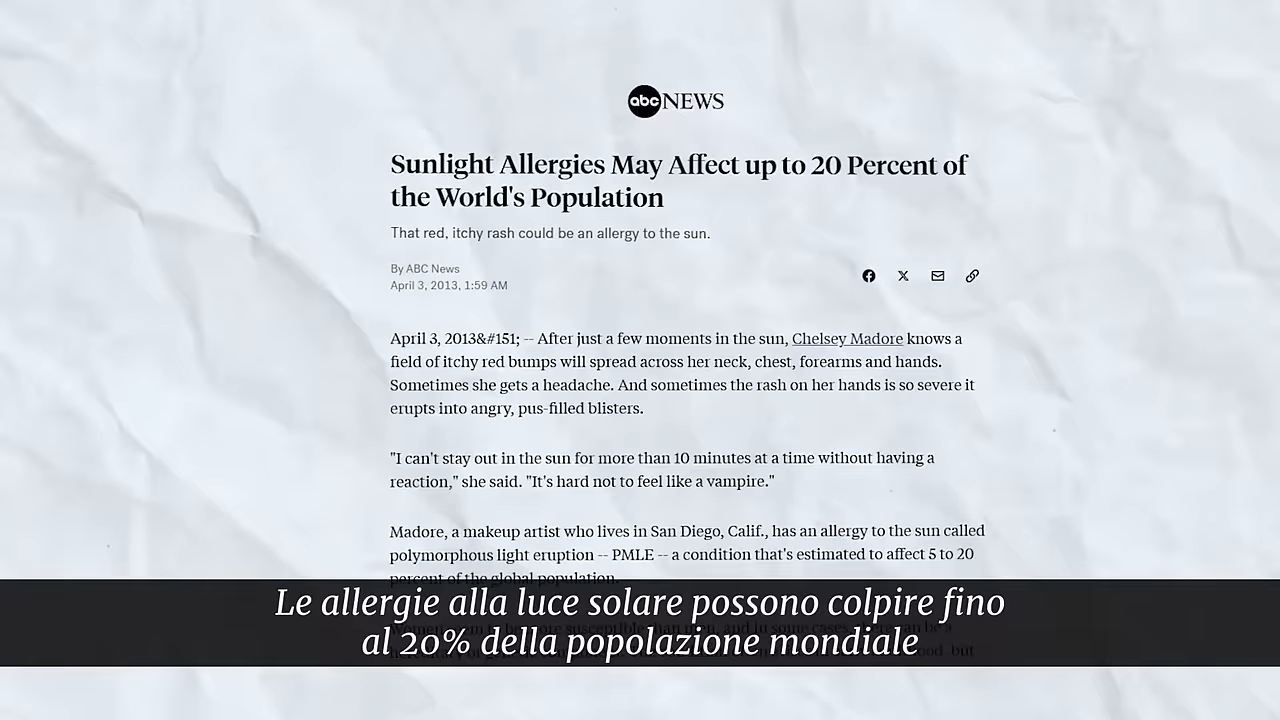 abc NEWS
Sunlight Allergies May Affect up to 20 Percent of
the World's Population
That red, itchy rash could be an allergy to the sun.
By ABC News
April 3, 2013, 1:59 AM
April 3, 2013&#151; -- After just a few moments in the sun, Chelsey Madore knows a
field of itchy red bumps will spread across her neck, chest, forearms and hands.
Sometimes she gets a headache. And sometimes the rash on her hands is so severe it
erupts into angry, pus-filled blisters.
"I can't stay out in the sun for more than 10 minutes at a time without having a
reaction," she said. "It's hard not to feel like a vampire."
Madore, a makeup artist who lives in San Diego, Calif., has an allergy to the sun called
polymorphous light eruption -- PMLE -- a condition that's estimated to affect 5 to 20
percent of the global population.
Le allergie alla luce solare possono colpire fino
al 20% della popolazione mondiale